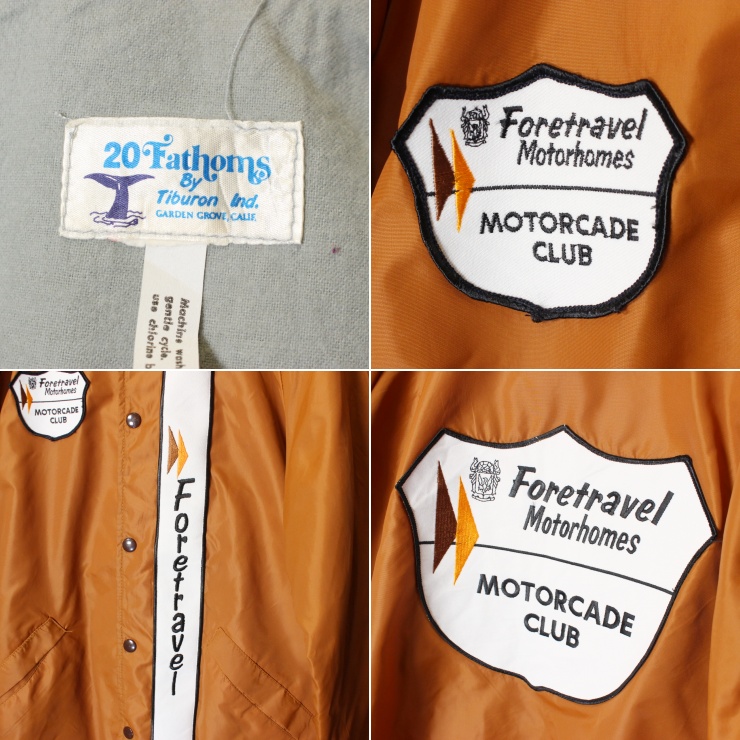 20 Fathoms
By
Tiburon Ind.
GARDEN GROVE, CALIF.
Machine wash
gentle cycle.
use chlorine b
Foretravel
Motorhomes
MOTORCADE
CLUB
Foretravel
Motorhomes
MOTORCADE
CLUB
Foretravel
Foretravel
Motorhomes
MOTORCADE
CLUB